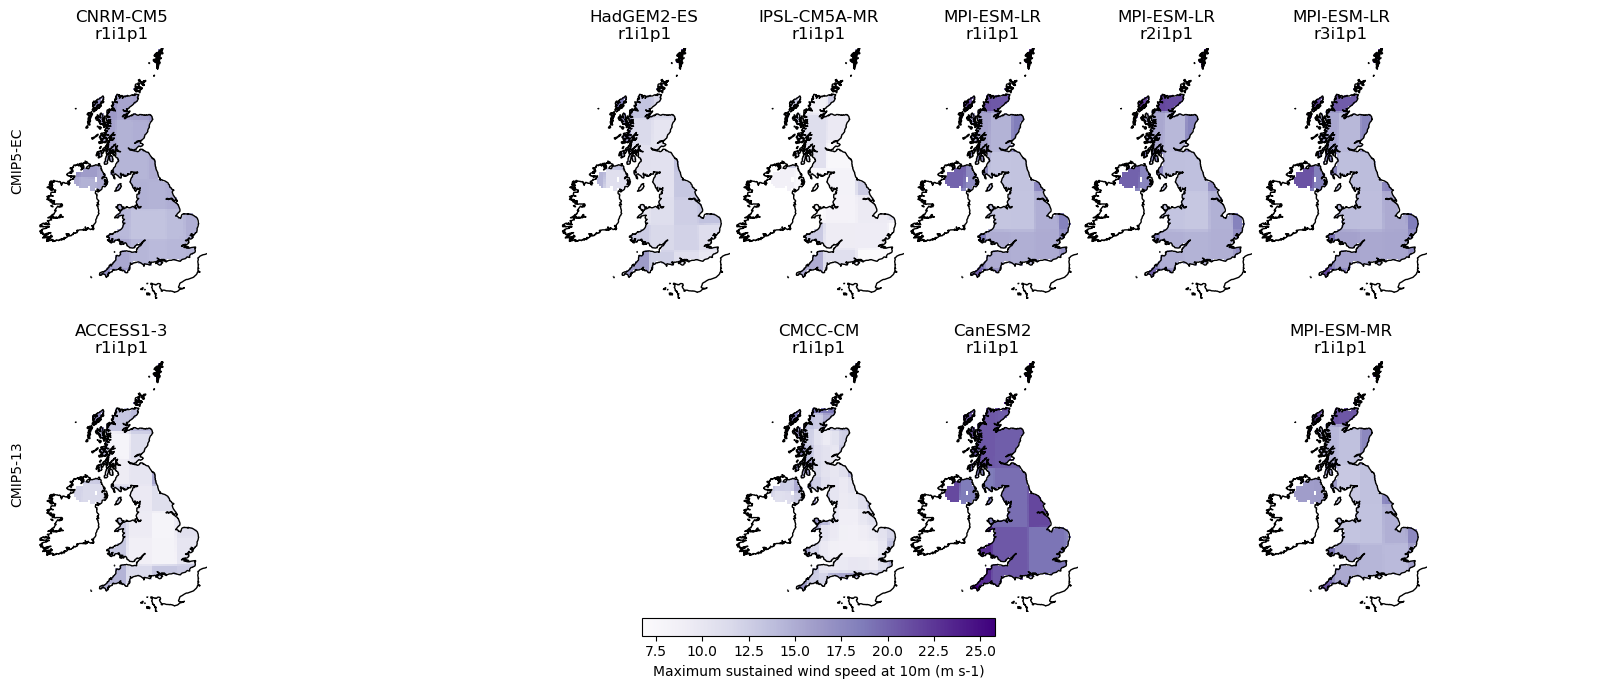 CNRM-CM5
r1i1p1
HadGEM2-ES
r1i1p1
IPSL-CM5A-MR
r1i1p1
MPI-ESM-LR
r1i1p1
MPI-ESM-LR
r2i1p1
MPI-ESM-LR
r3i1p1
CMIP5-EC
ACCESS1-3
r1i1p1
CMCC-CM
r1i1p1
CanESM2
r1i1p1
MPI-ESM-MR
r1i1p1
CMIP5-13
7.5 10.0 12.5 15.0 17.5 20.0 22.5 25.0
Maximum sustained wind speed at 10m (m s-1)